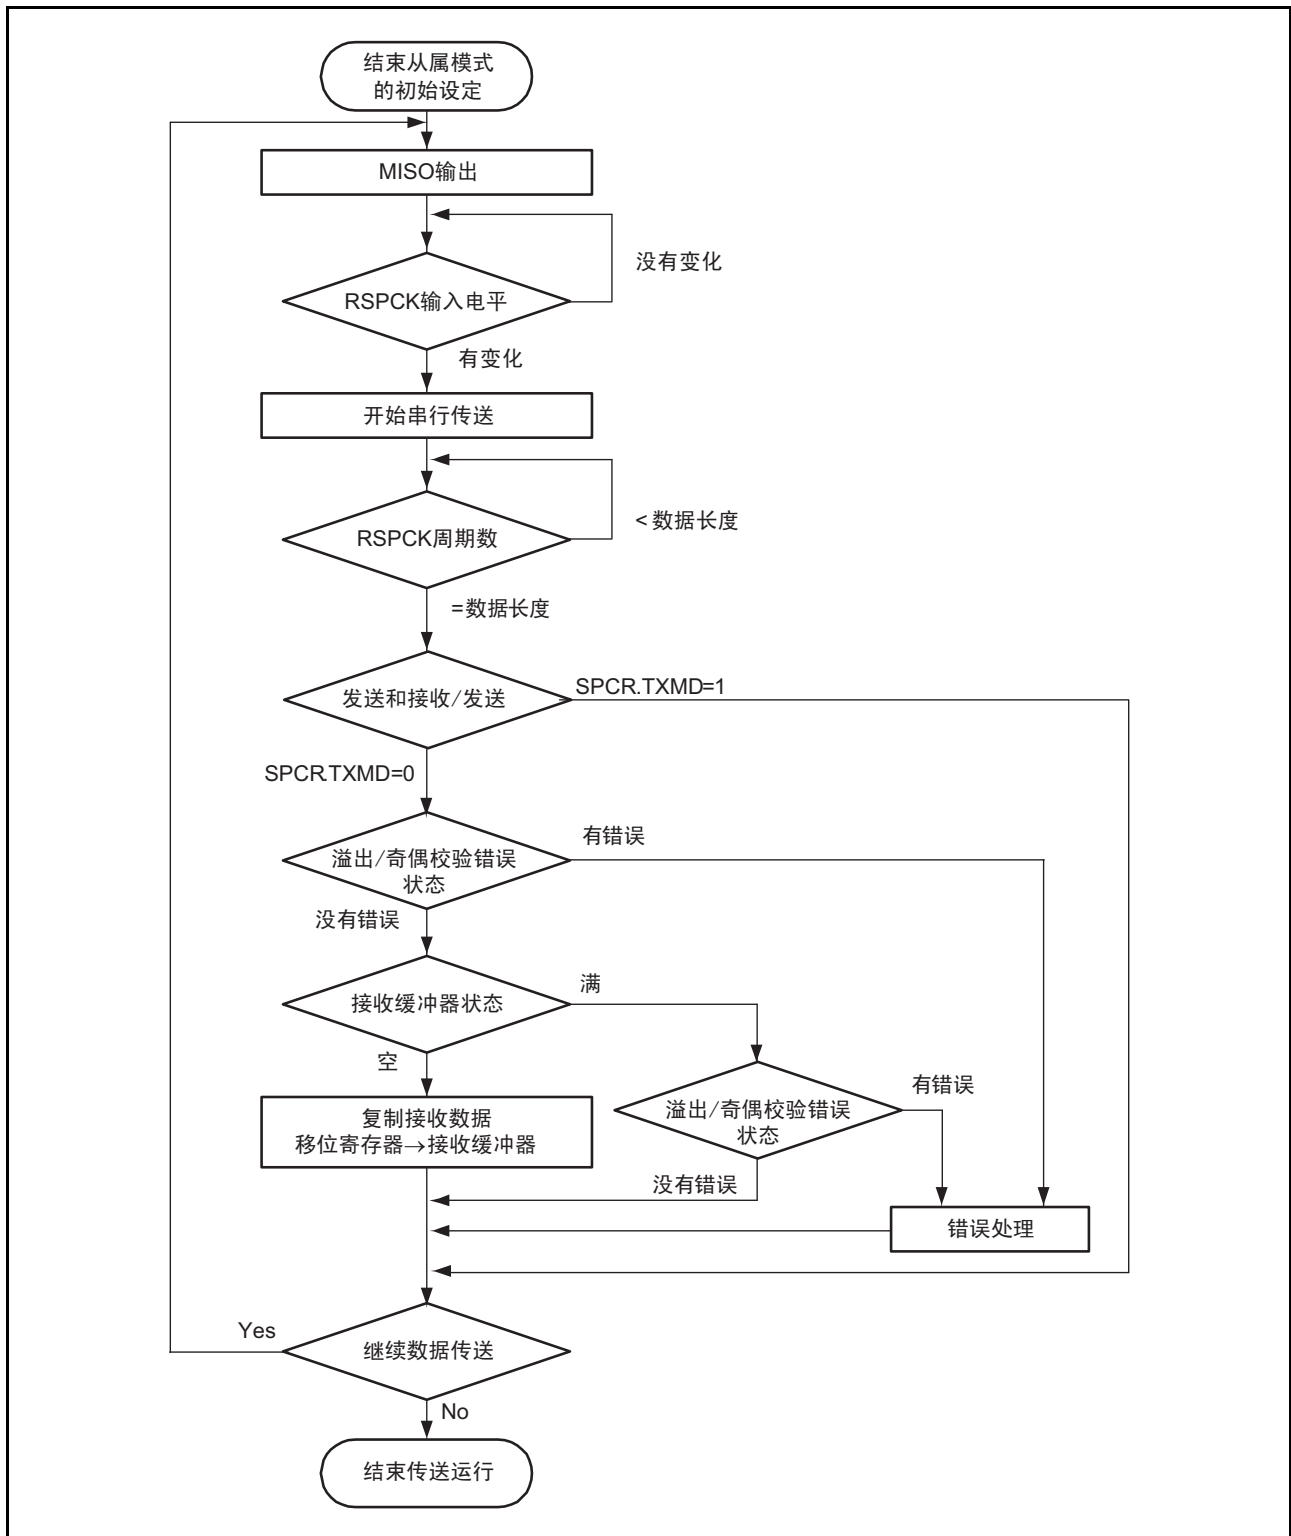 结束从属模式
的初始设定
MISO输出
没有变化
RSPCK输入电平
有变化
开始串行传送
<数据长度
RSPCK周期数
=数据长度
SPCR.TXMD=1
发送和接收/发送
SPCR.TXMD=0
有错误
溢出/奇偶校验错误
状态
没有错误
满
接收缓冲器状态
空
有错误
溢出/奇偶校验错误
状态
复制接收数据
移位寄存器→接收缓冲器
没有错误
错误处理
Yes
继续数据传送
No
结束传送运行